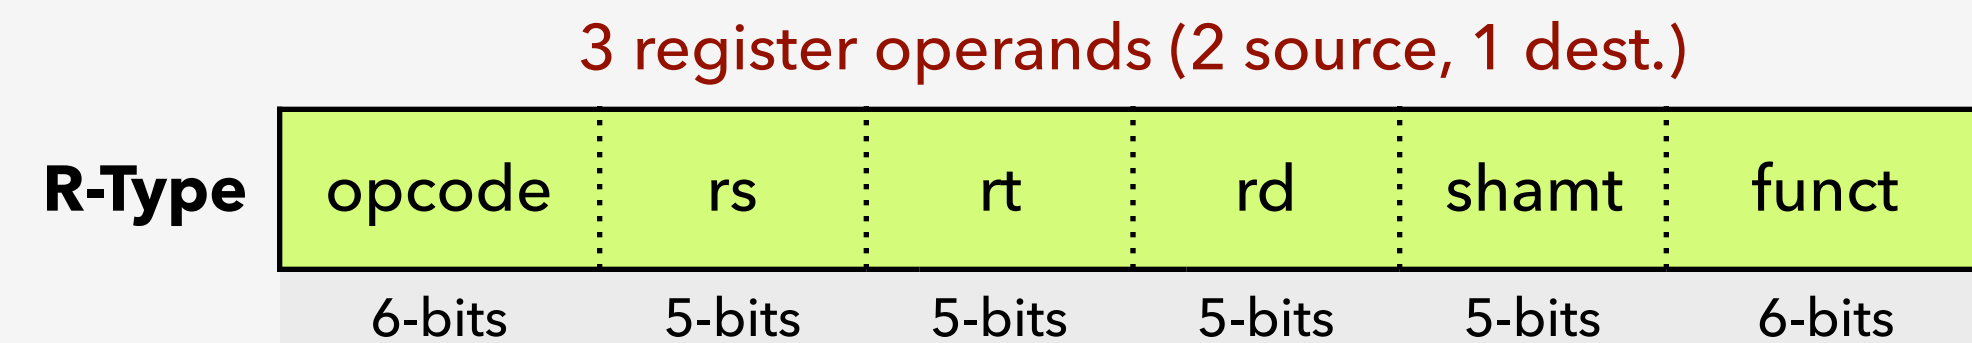 3 register operands (2 source, 1 dest.)
R-Type opcode rs rt rd shamt funct
6-bits 5-bits 5-bits 5-bits 5-bits 6-bits